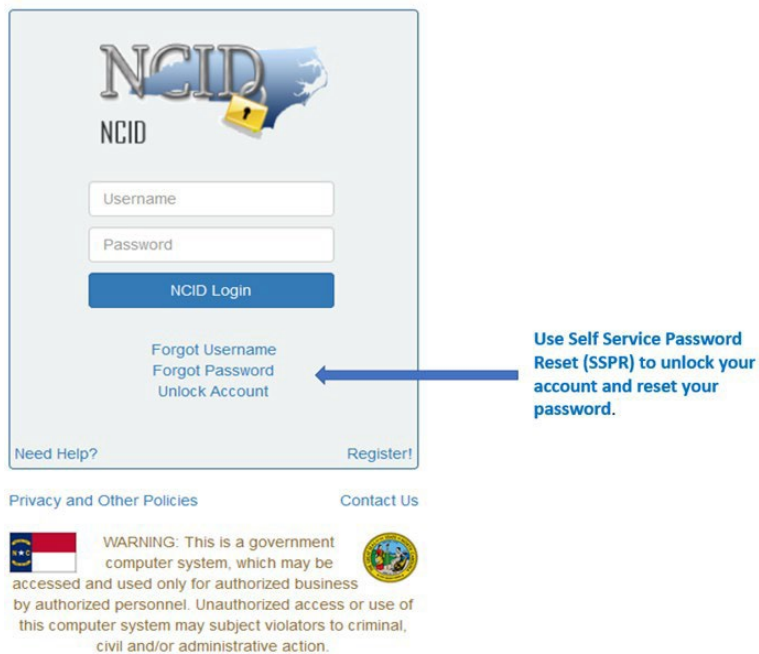 NCID
NCID
Username
Password
NCID Login
Forgot Username
Forgot Password
Unlock Account
Need Help?
Register!
Use Self Service Password
Reset (SSPR) to unlock your
account and reset your
password.
Privacy and Other Policies
Contact Us
N★C
WARNING: This is a government
computer system, which may be
accessed and used only for authorized business
by authorized personnel. Unauthorized access or use of
this computer system may subject violators to criminal,
civil and/or administrative action.